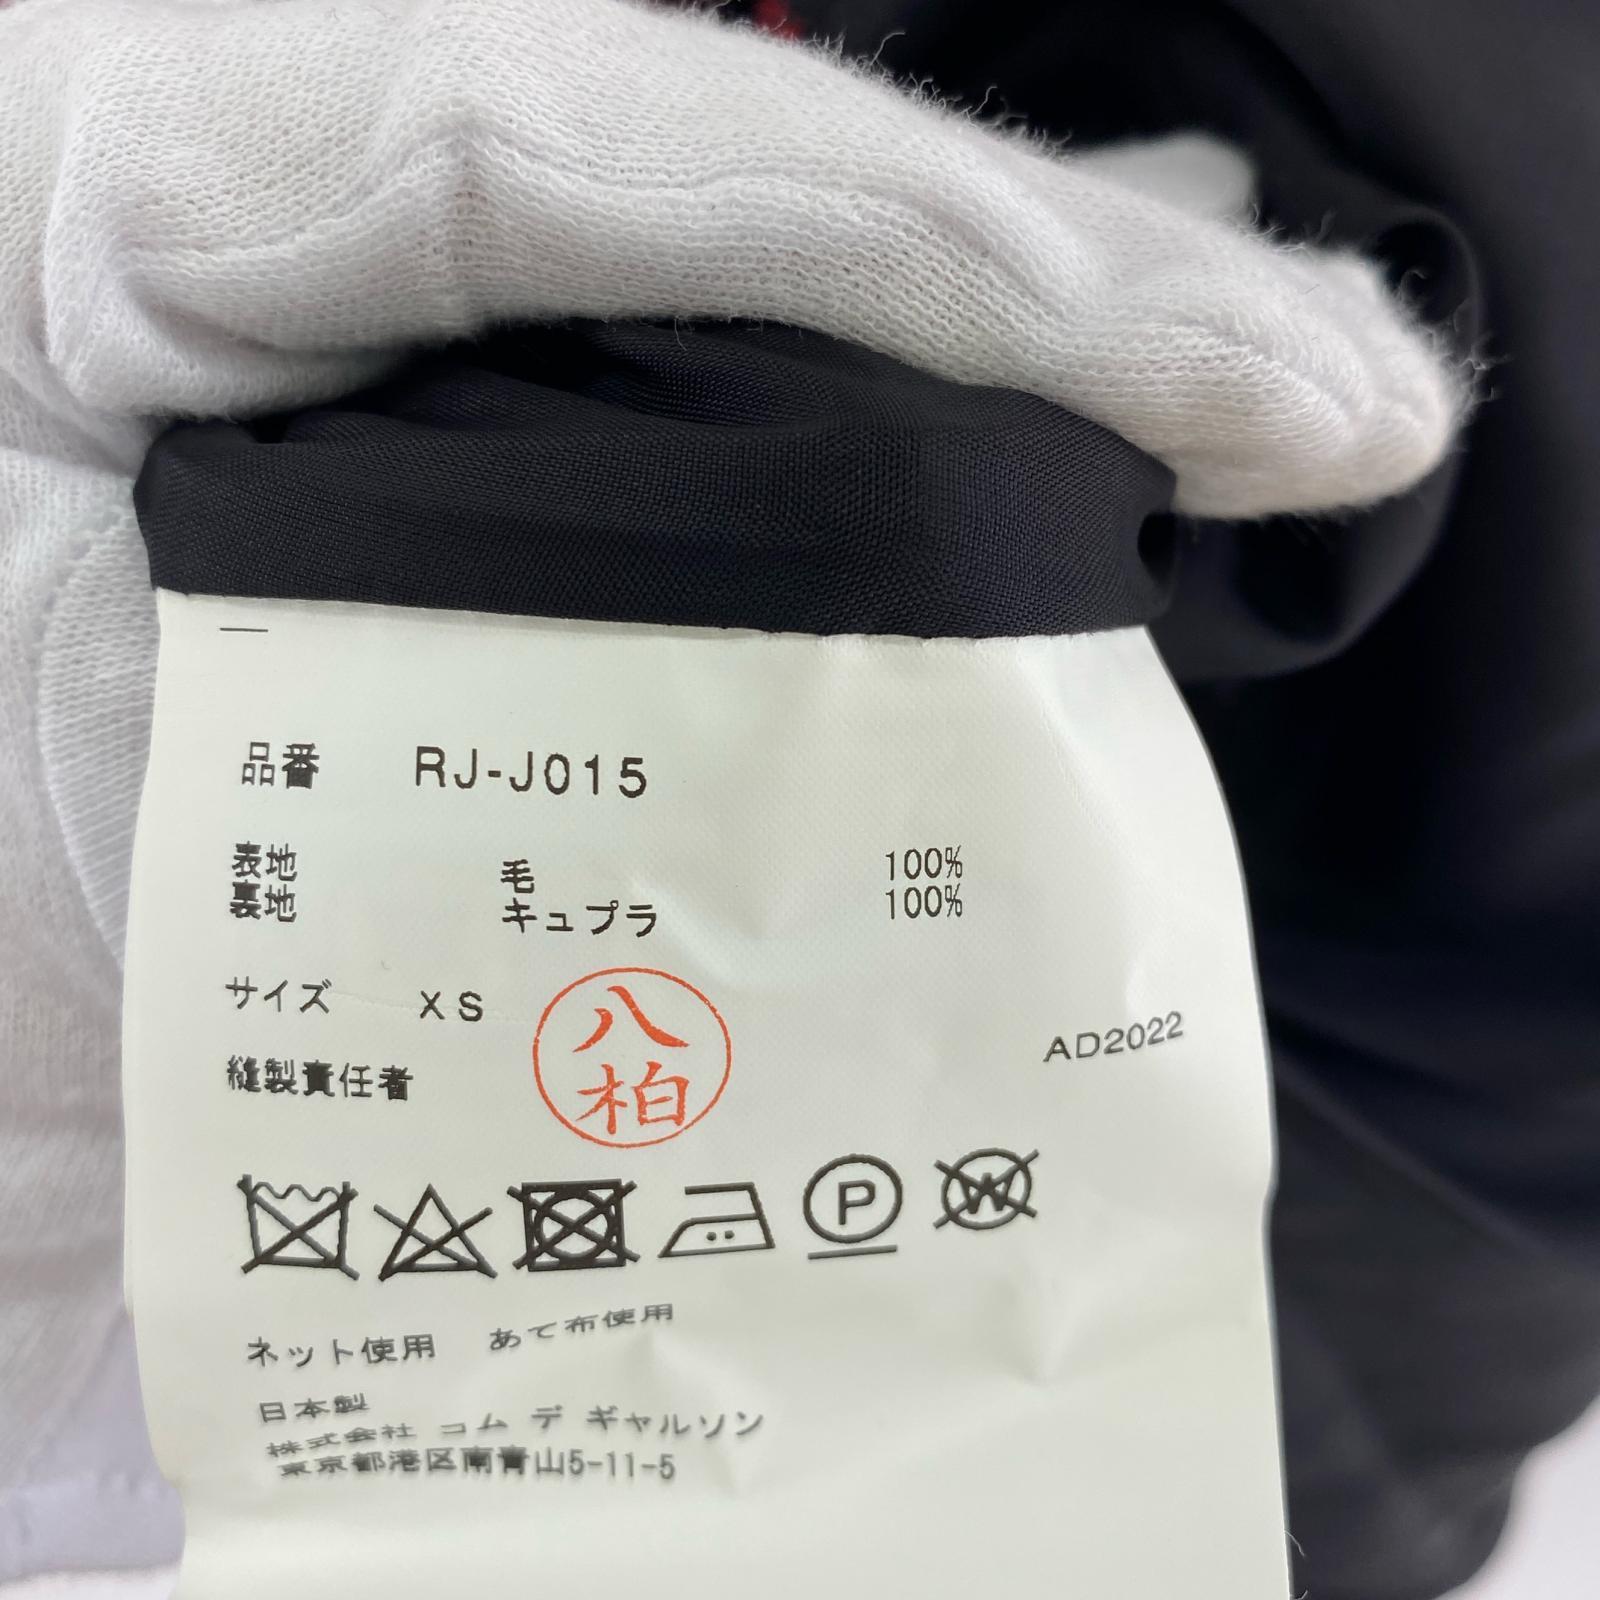 品番 RJ-J015
表地 毛 100%
裏地 キュプラ 100%
サイズ XS
八柏
AD2022
縫製責任者
P
W
ネット使用 あて布使用
日本製
株式会社 コム デ ギャルソン
東京都港区南青山5-11-5